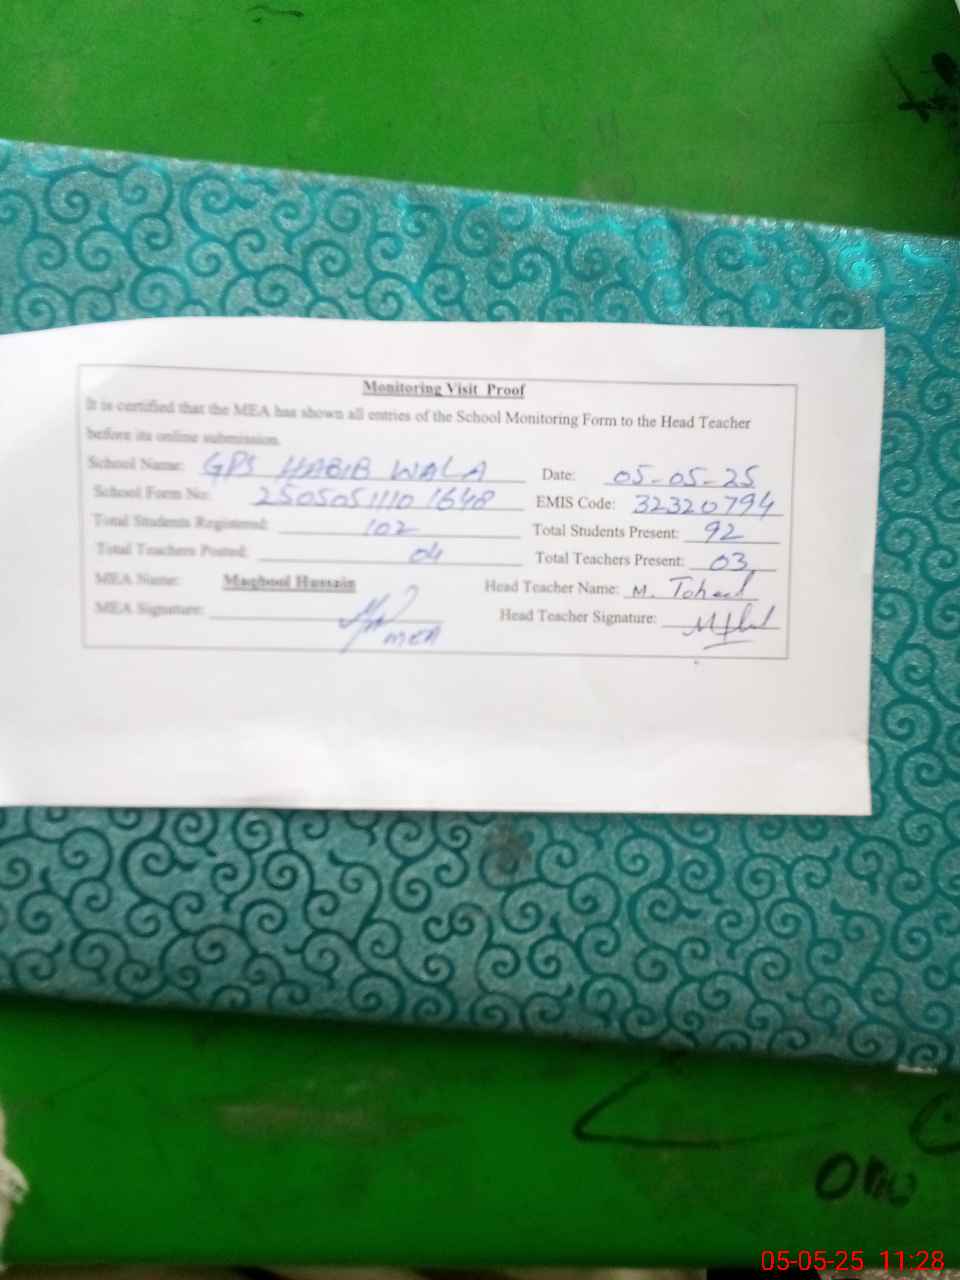 Monitoring Visit Proof
It is certified that the MEA has shown all entries of the School Monitoring Form to the Head Teacher
before its online submission.
School Name: GPS HABIB WALA Date: 05-05-25
School Form No: 2505051110 1648 EMIS Code: 32320794
Total Students Registered: 102 Total Students Present: 92
Total Teachers Posted: 04 Total Teachers Present: 03
MEA Name: Maqbool Hussain Head Teacher Name: M.
MEA Signature: MEA Head Teacher Signature:
05-05-25 11:28